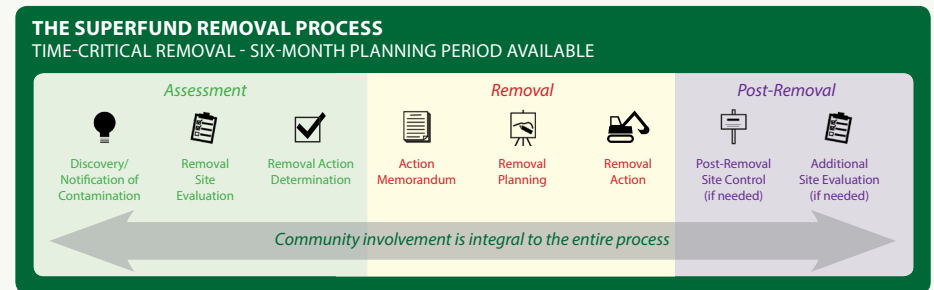 THE SUPERFUND REMOVAL PROCESS
TIME-CRITICAL REMOVAL - SIX-MONTH PLANNING PERIOD AVAILABLE
Assessment
Discovery/
Notification of
Contamination
Removal
Site
Evaluation
Removal Action
Determination
Removal
Action
Memorandum
Removal
Planning
Removal
Action
Post-Removal
Post-Removal
Site Control
(if needed)
Additional
Site Evaluation
(if needed)
Community involvement is integral to the entire process